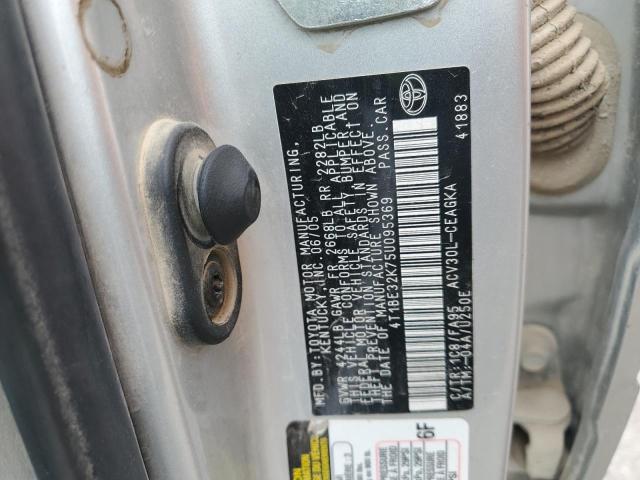 MFD.BY:TOYOTA MOTOR MANUFACTURING,
KENTUCKY,INC.06/05
GVWR 4244LB GAWR FR 2668LB RR 2282LB
THIS VEHICLE CONFORMS TO ALL APPLICABLE
FEDERAL MOTOR VEHICLE SAFETY, BUMPER,AND
THEFT PREVENTION STANDARDS IN EFFECT ON
THE DATE OF MANUFACTURE SHOWN ABOVE.
4T1BE32K75U095369 PASS.CAR
C/TR:1C8/FA95 ACV30L-CEAGKA
A/TM:-04A/U250E 41883
6F